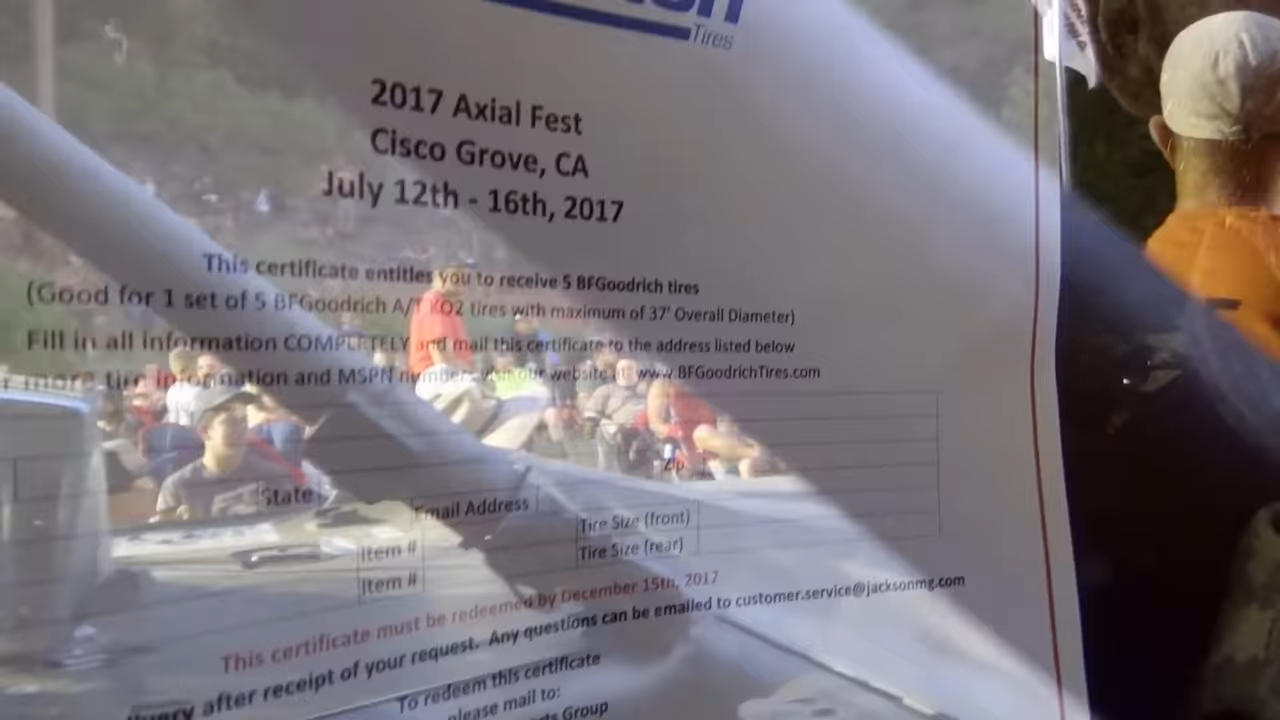 Tires
2017 Axial Fest
Cisco Grove, CA
July 12th - 16th, 2017
This certificate entitles you to receive 5 BFGoodrich tires
(Good for 1 set of 5 BFGoodrich A/T KO2 tires with maximum of 37' Overall Diameter)
Fill in all information COMPLETELY and mail this certificate to the address listed below
more tire information and MSPN numbers visit our website at www.BFGoodrichTires.com
Zip
State
Email Address
Tire Size (front)
Item #
Tire Size (rear)
Item #
This certificate must be redeemed by December 15th, 2017
after receipt of your request. Any questions can be emailed to customer.service@jacksonmg.com
To redeem this certificate
please mail to:
Group